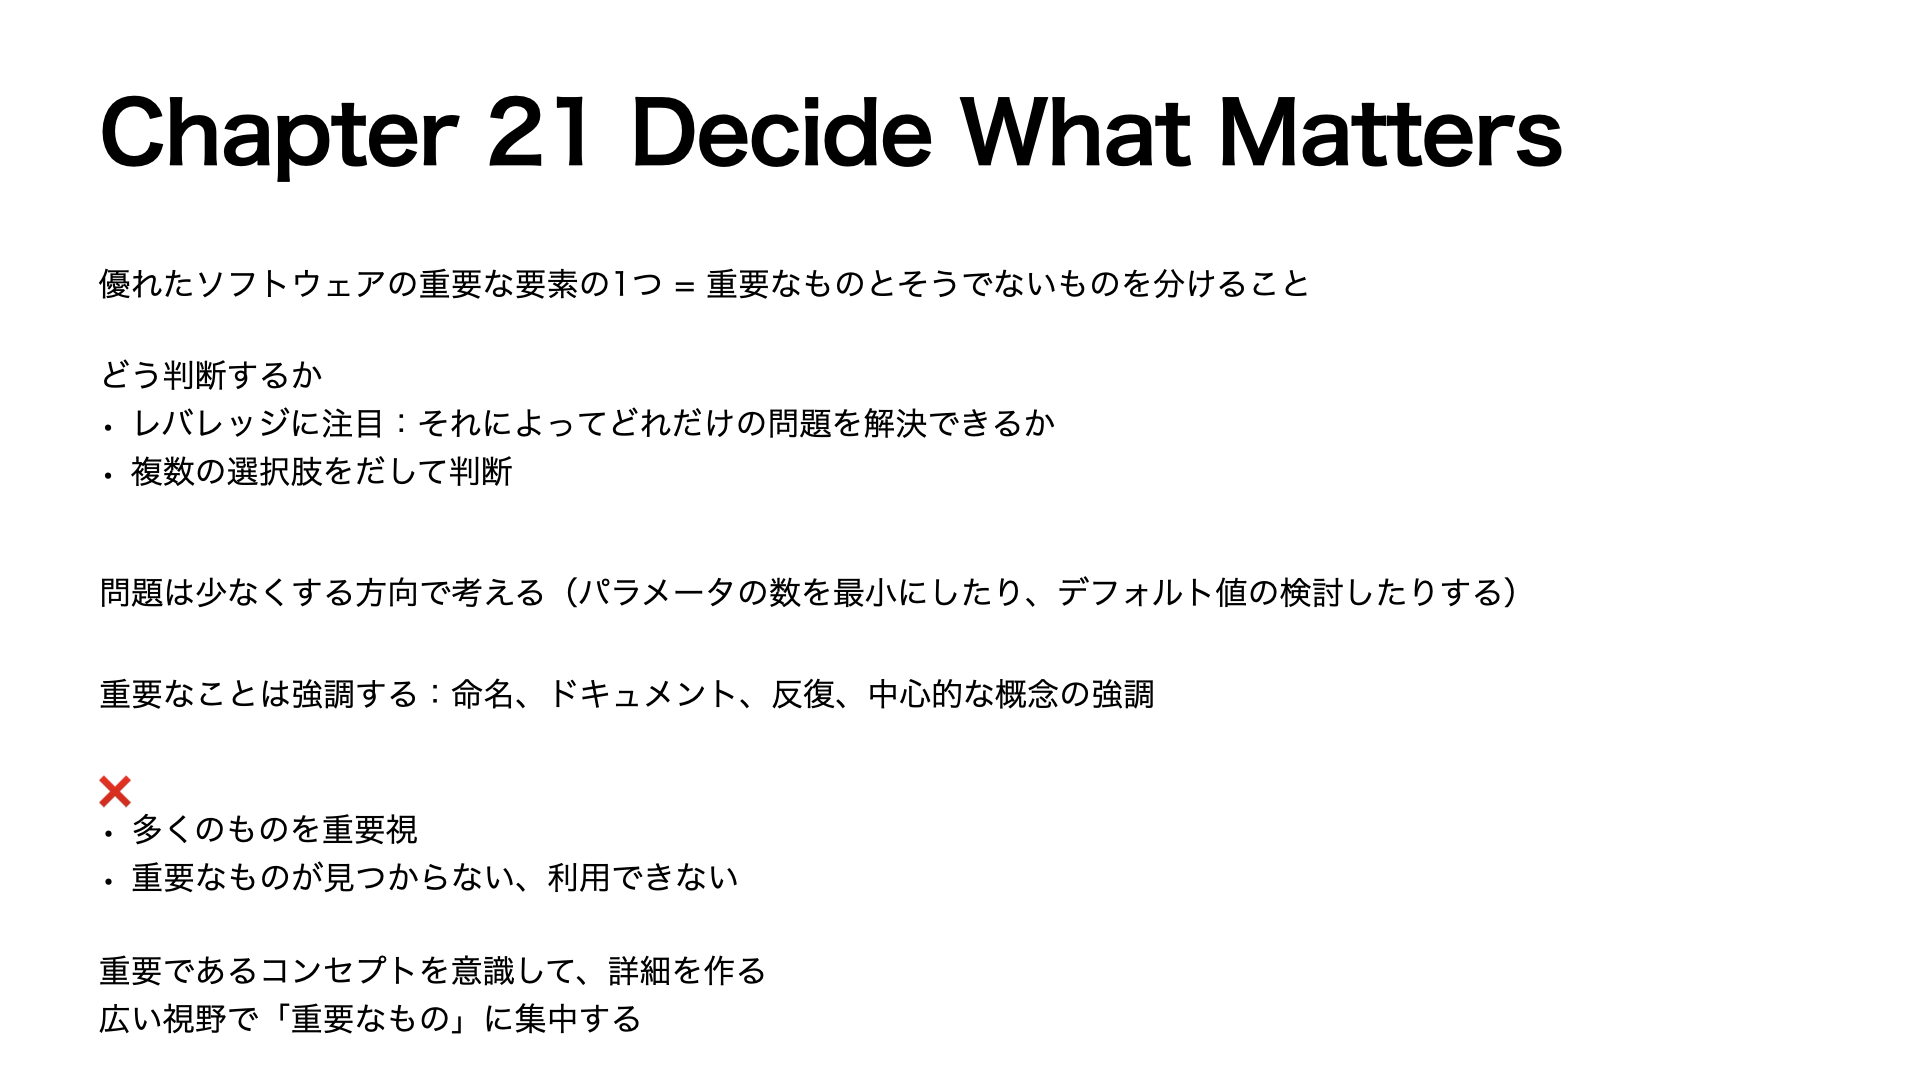 Chapter 21 Decide What Matters
優れたソフトウェアの重要な要素の1つ = 重要なものとそうでないものを分けること
どう判断するか
• レバレッジに注目：それによってどれだけの問題を解決できるか
• 複数の選択肢をだして判断
問題は少なくする方向で考える（パラメータの数を最小にしたり、デフォルト値の検討したりする）
重要なことは強調する：命名、ドキュメント、反復、中心的な概念の強調
❌
• 多くのものを重要視
• 重要なものが見つからない、利用できない
重要であるコンセプトを意識して、詳細を作る
広い視野で「重要なもの」に集中する